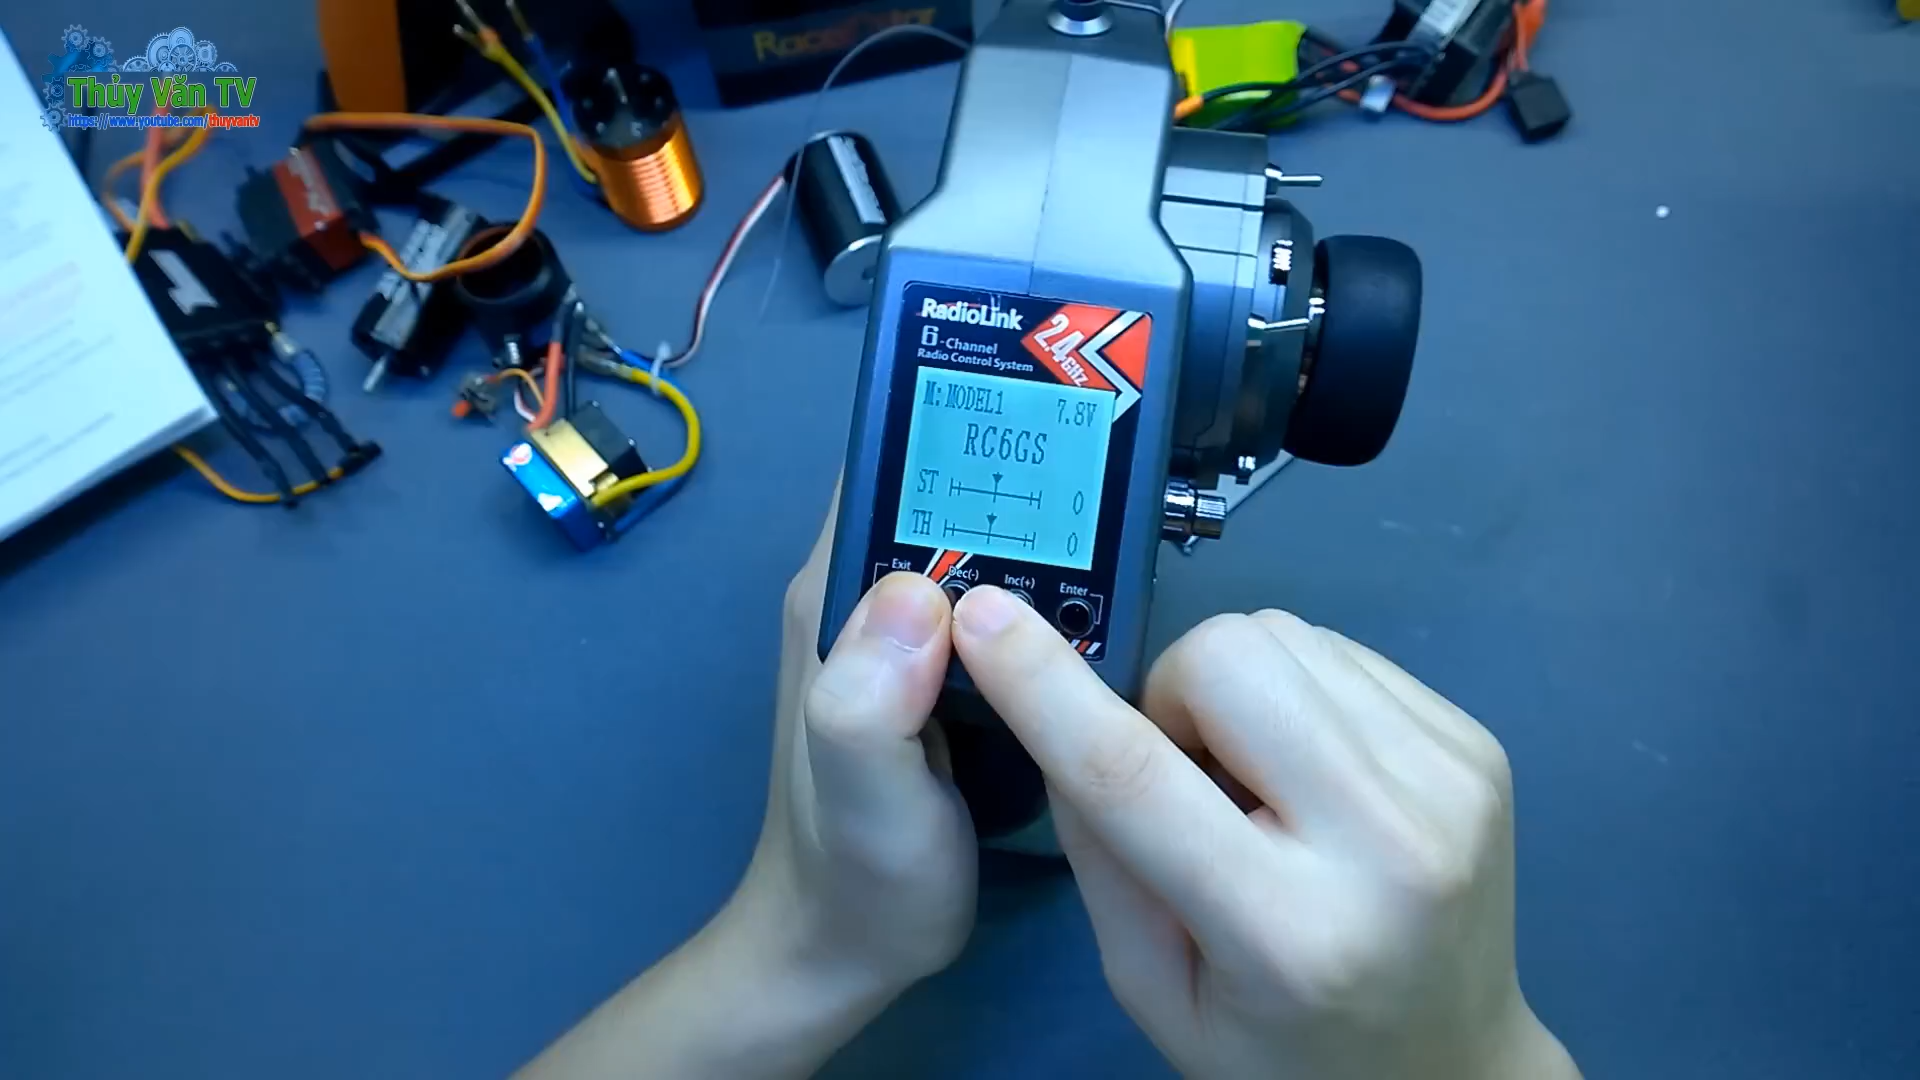 Thủy Văn TV
https://www.youtube.com/thuyvantv
RadioLink
6-Channel
Radio Control System
2.4GHz
M:MODEL1 7.8V
RC6GS
ST 0
TH 0
Exit Dec(-) Inc(+) Enter